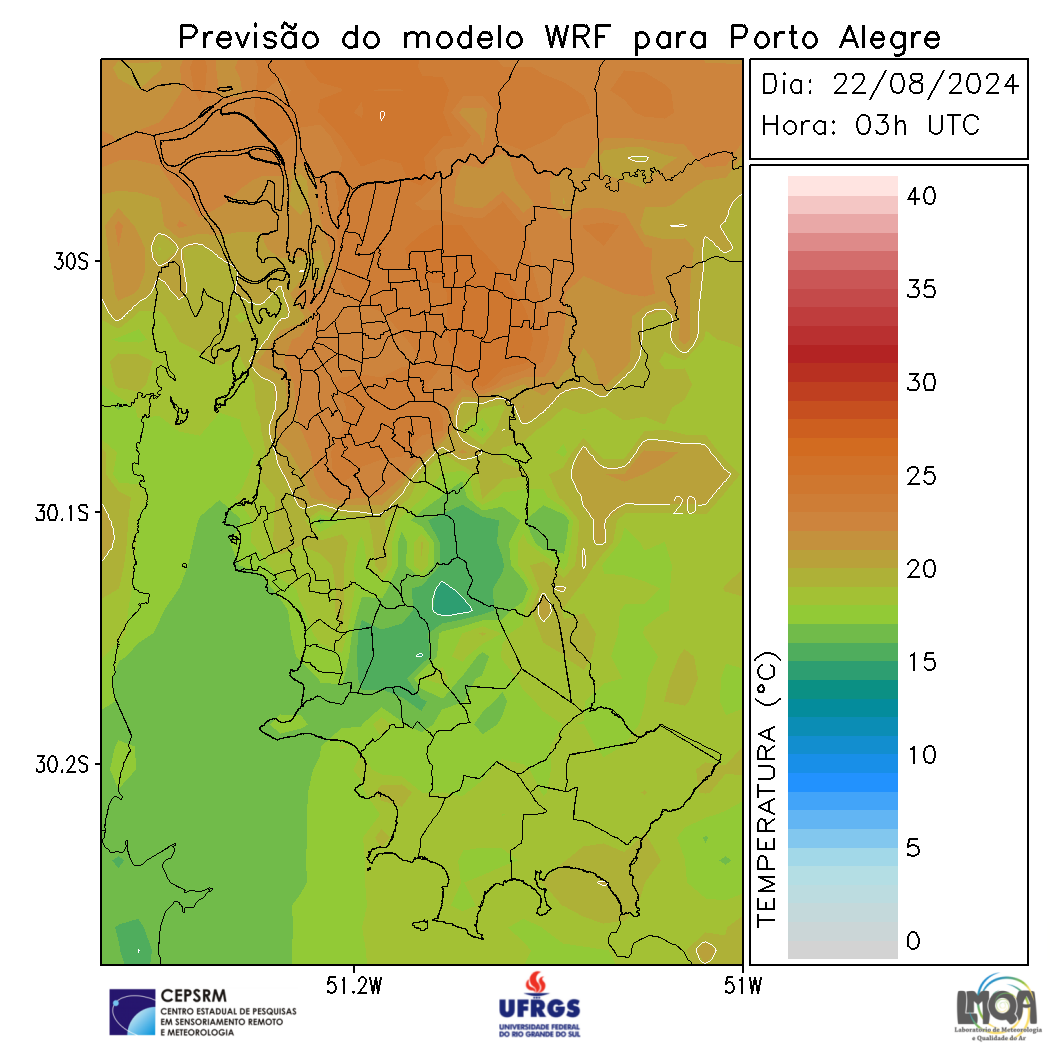 Previsão do modelo WRF para Porto Alegre
Dia: 22/08/2024
Hora: 03h UTC
30S
30.1S
30.2S
51.2W
51W
20
TEMPERATURA (°C)
40
35
30
25
20
15
10
5
0
CEPSRM
CENTRO ESTADUAL DE PESQUISAS
EM SENSORIAMENTO REMOTO
E METEOROLOGIA
UFRGS
UNIVERSIDADE FEDERAL
DO RIO GRANDE DO SUL
LMQA
Laboratório de Meteorologia
e Qualidade do Ar